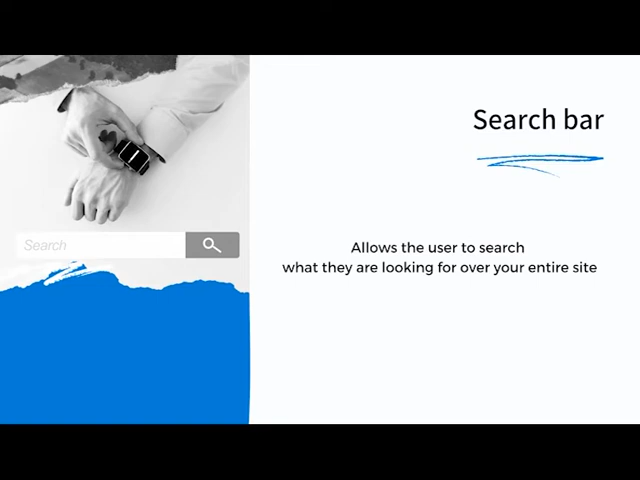 Search bar
Search
Allows the user to search
what they are looking for over your entire site